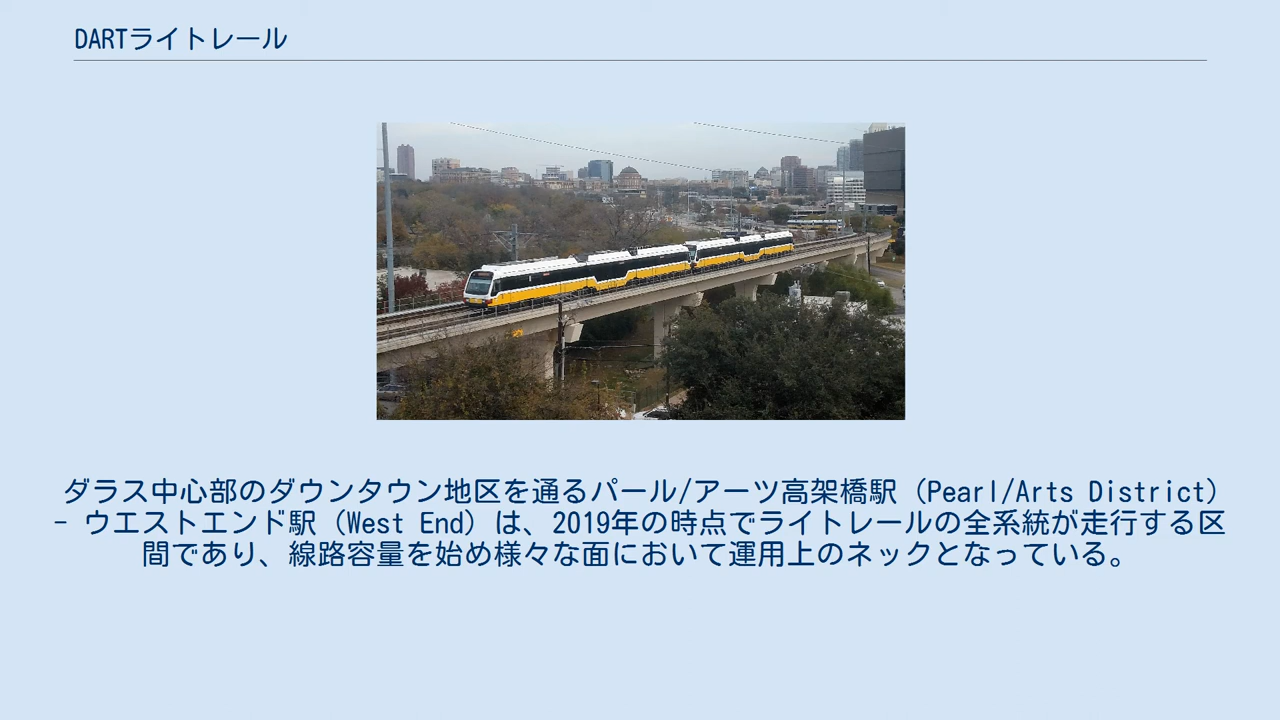 DARTライトレール
ダラス中心部のダウンタウン地区を通るパール/アーツ高架橋駅（Pearl/Arts District）
- ウエストエンド駅（West End）は、2019年の時点でライトレールの全系統が走行する区
間であり、線路容量を始め様々な面において運用上のネックとなっている。